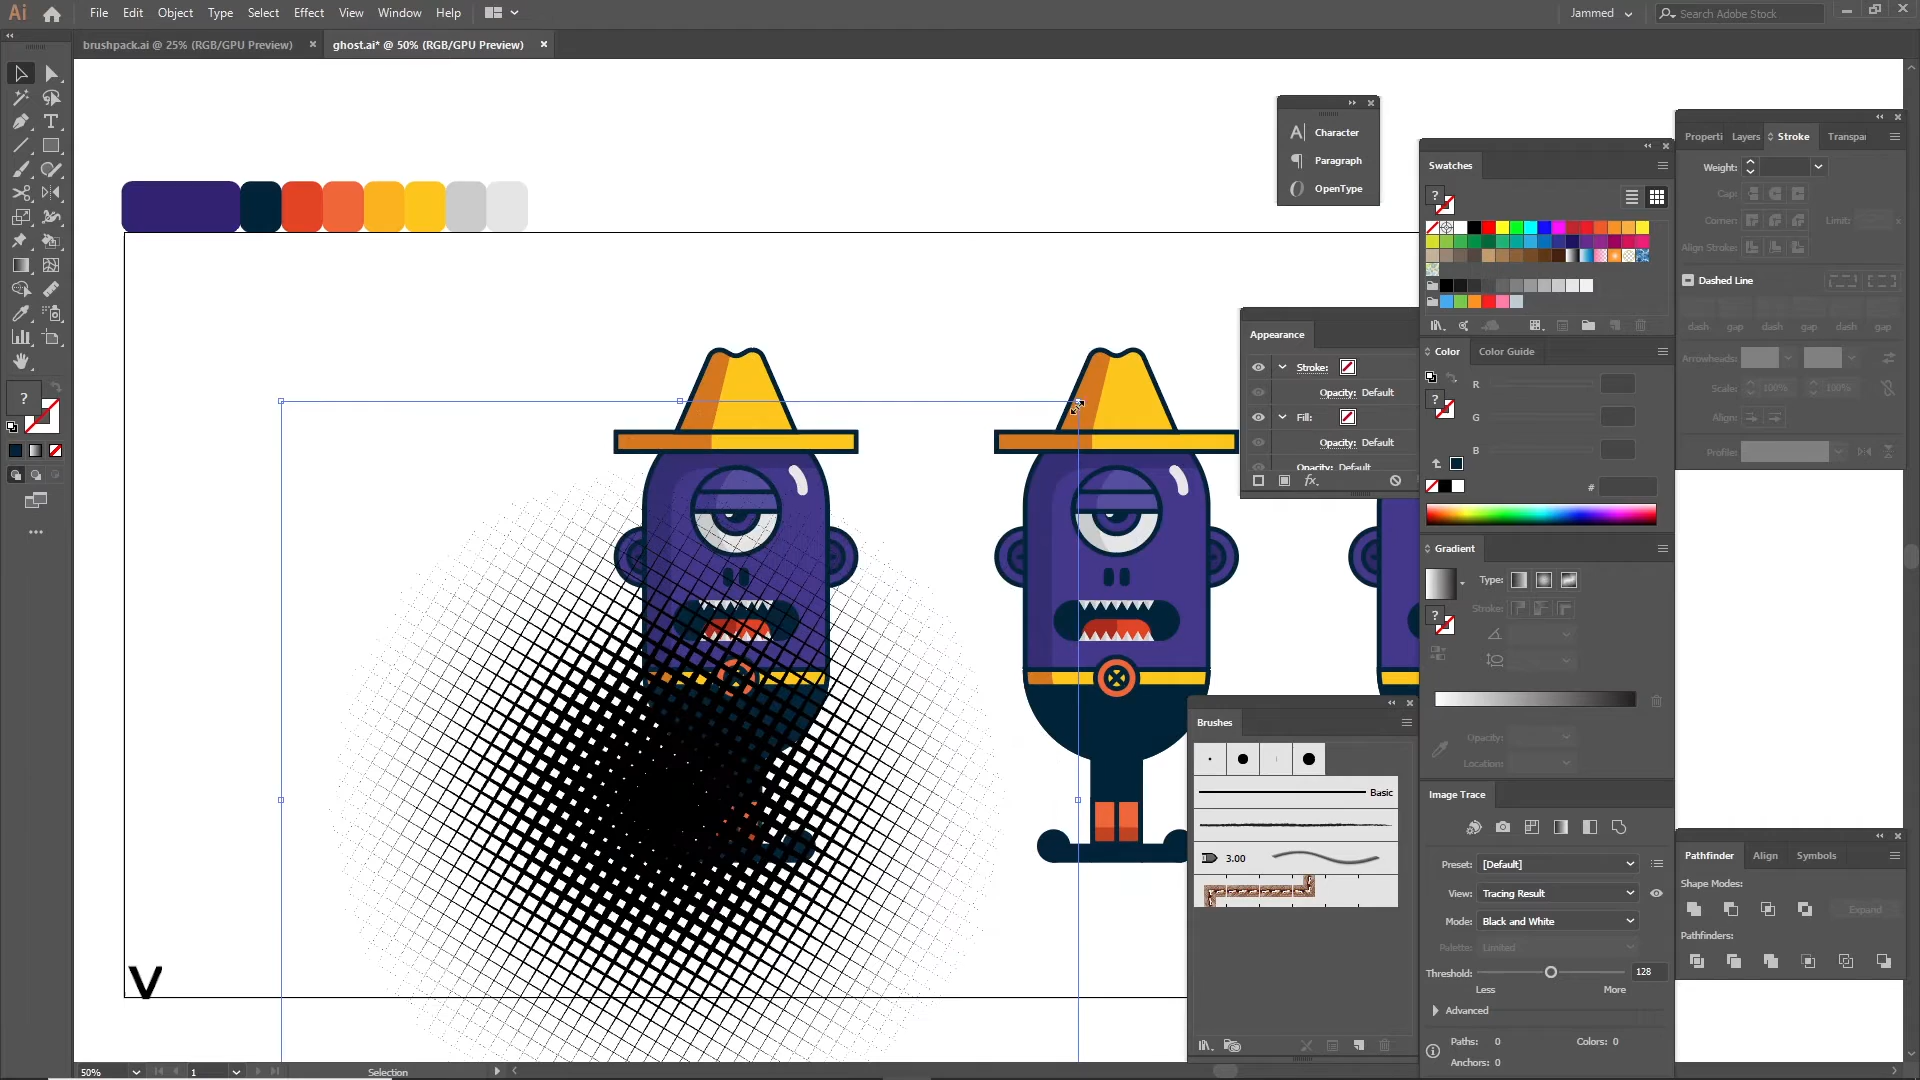 Ai File Edit Object Type Select Effect View Window Help Jammed Search Adobe Stock
brushpack.ai @ 25% (RGB/GPU Preview) ghost.ai* @ 50% (RGB/GPU Preview)
Character
Paragraph
OpenType
Swatches
Properti Layers Stroke Transpar
Weight:
Cap:
Corner: Limit: x
Align Stroke:
Dashed Line
dash gap dash gap dash gap
Arrowheads:
Scale: 100% 100%
Align:
Profile:
Appearance
Stroke:
Opacity: Default
Fill:
Opacity: Default
Opacity: Default
fx
Color Color Guide
R
G
B
#
Gradient
Type:
Stroke:
Opacity:
Location:
Brushes
Basic
3.00
Image Trace
Preset: [Default]
View: Tracing Result
Mode: Black and White
Palette: Limited
Threshold: 128
Less More
Advanced
Paths: 0 Colors: 0
Anchors: 0
Pathfinder Align Symbols
Shape Modes:
Expand
Pathfinders:
V
50% 1 Selection